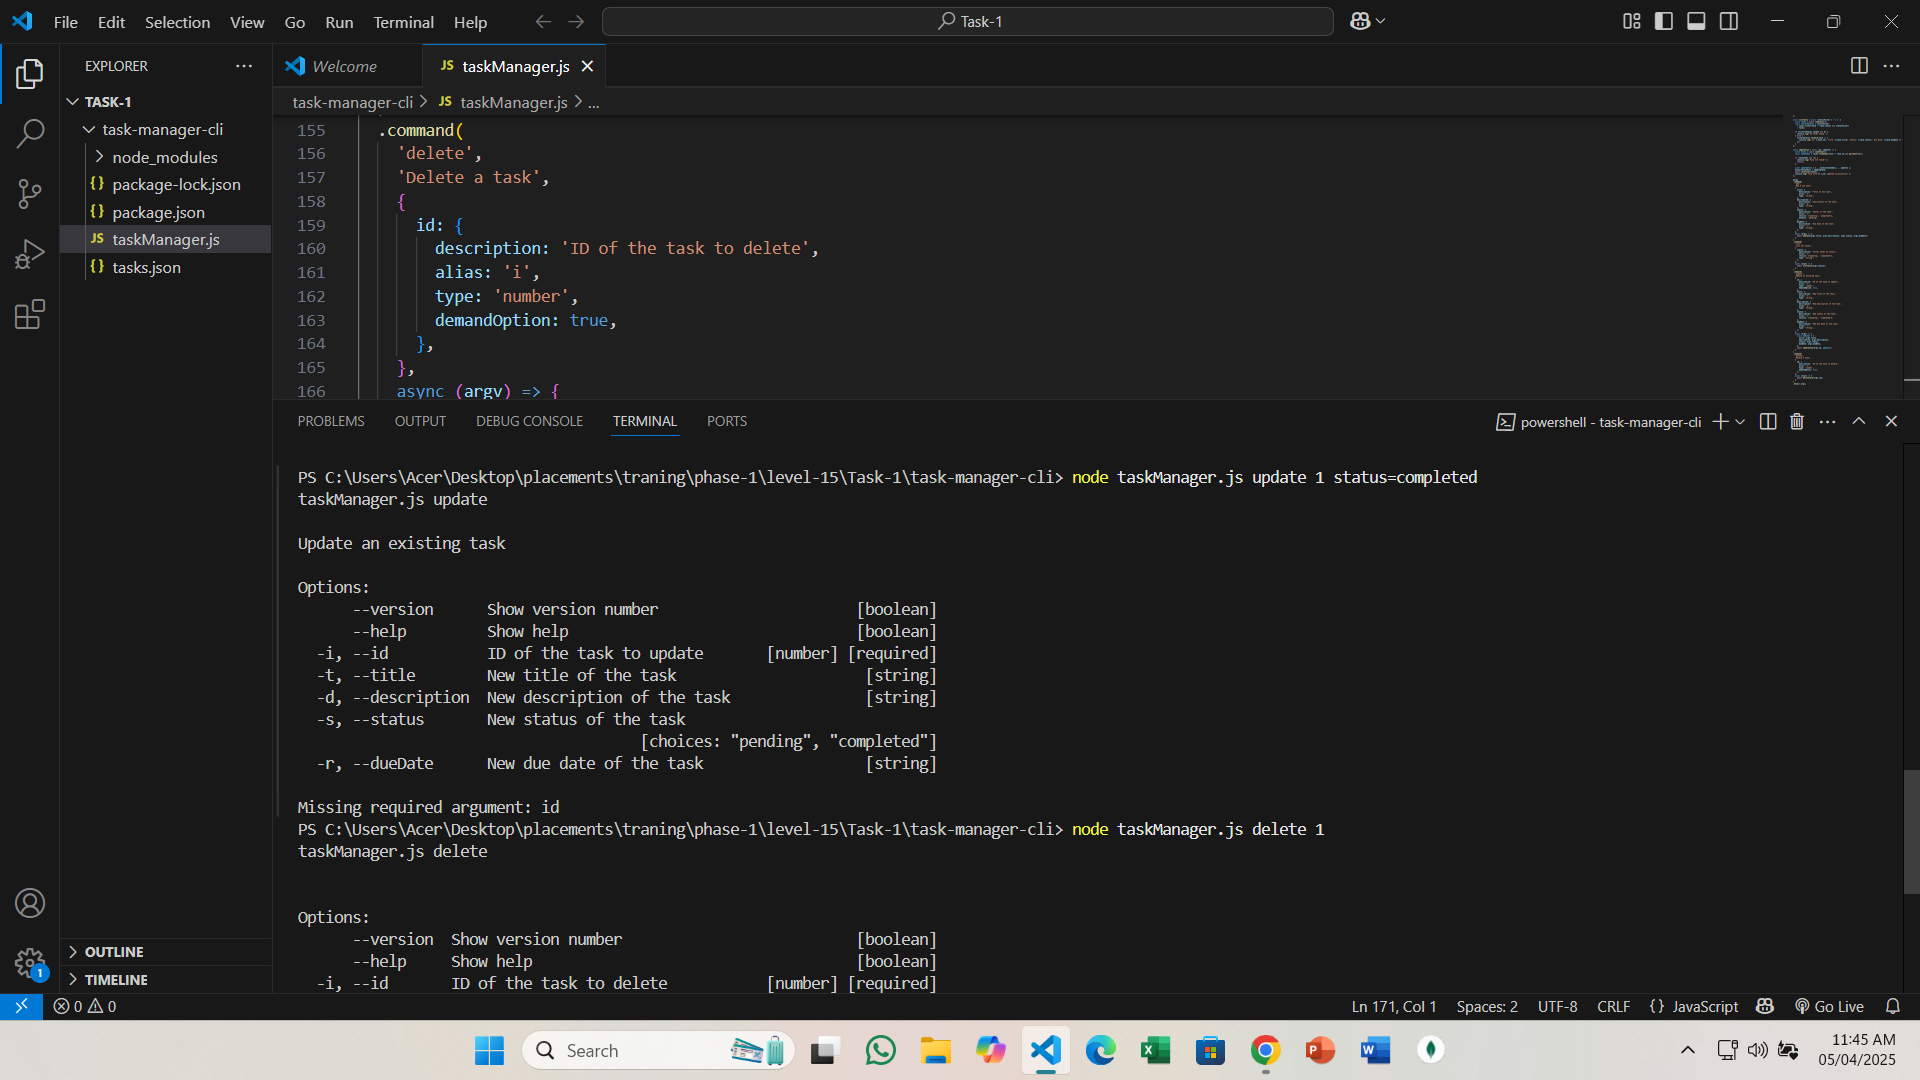 File Edit Selection View Go Run Terminal Help
Task-1
EXPLORER
TASK-1
task-manager-cli
node_modules
{} package-lock.json
{} package.json
JS taskManager.js
{} tasks.json
OUTLINE
TIMELINE
Welcome
JS taskManager.js
task-manager-cli > JS taskManager.js > ...
155 .command(
156 'delete',
157 'Delete a task',
158 {
159 id: {
160 description: 'ID of the task to delete',
161 alias: 'i',
162 type: 'number',
163 demandOption: true,
164 },
165 },
166 async (argv) => {
PROBLEMS OUTPUT DEBUG CONSOLE TERMINAL PORTS
powershell - task-manager-cli
PS C:\Users\Acer\Desktop\placements\traning\phase-1\level-15\Task-1\task-manager-cli> node taskManager.js update 1 status=completed
taskManager.js update
Update an existing task
Options:
--version Show version number [boolean]
--help Show help [boolean]
-i, --id ID of the task to update [number] [required]
-t, --title New title of the task [string]
-d, --description New description of the task [string]
-s, --status New status of the task
[choices: "pending", "completed"]
-r, --dueDate New due date of the task [string]
Missing required argument: id
PS C:\Users\Acer\Desktop\placements\traning\phase-1\level-15\Task-1\task-manager-cli> node taskManager.js delete 1
taskManager.js delete
Options:
--version Show version number [boolean]
--help Show help [boolean]
-i, --id ID of the task to delete [number] [required]
1
0 0
Ln 171, Col 1 Spaces: 2 UTF-8 CRLF {} JavaScript Go Live
Search
11:45 AM
05/04/2025